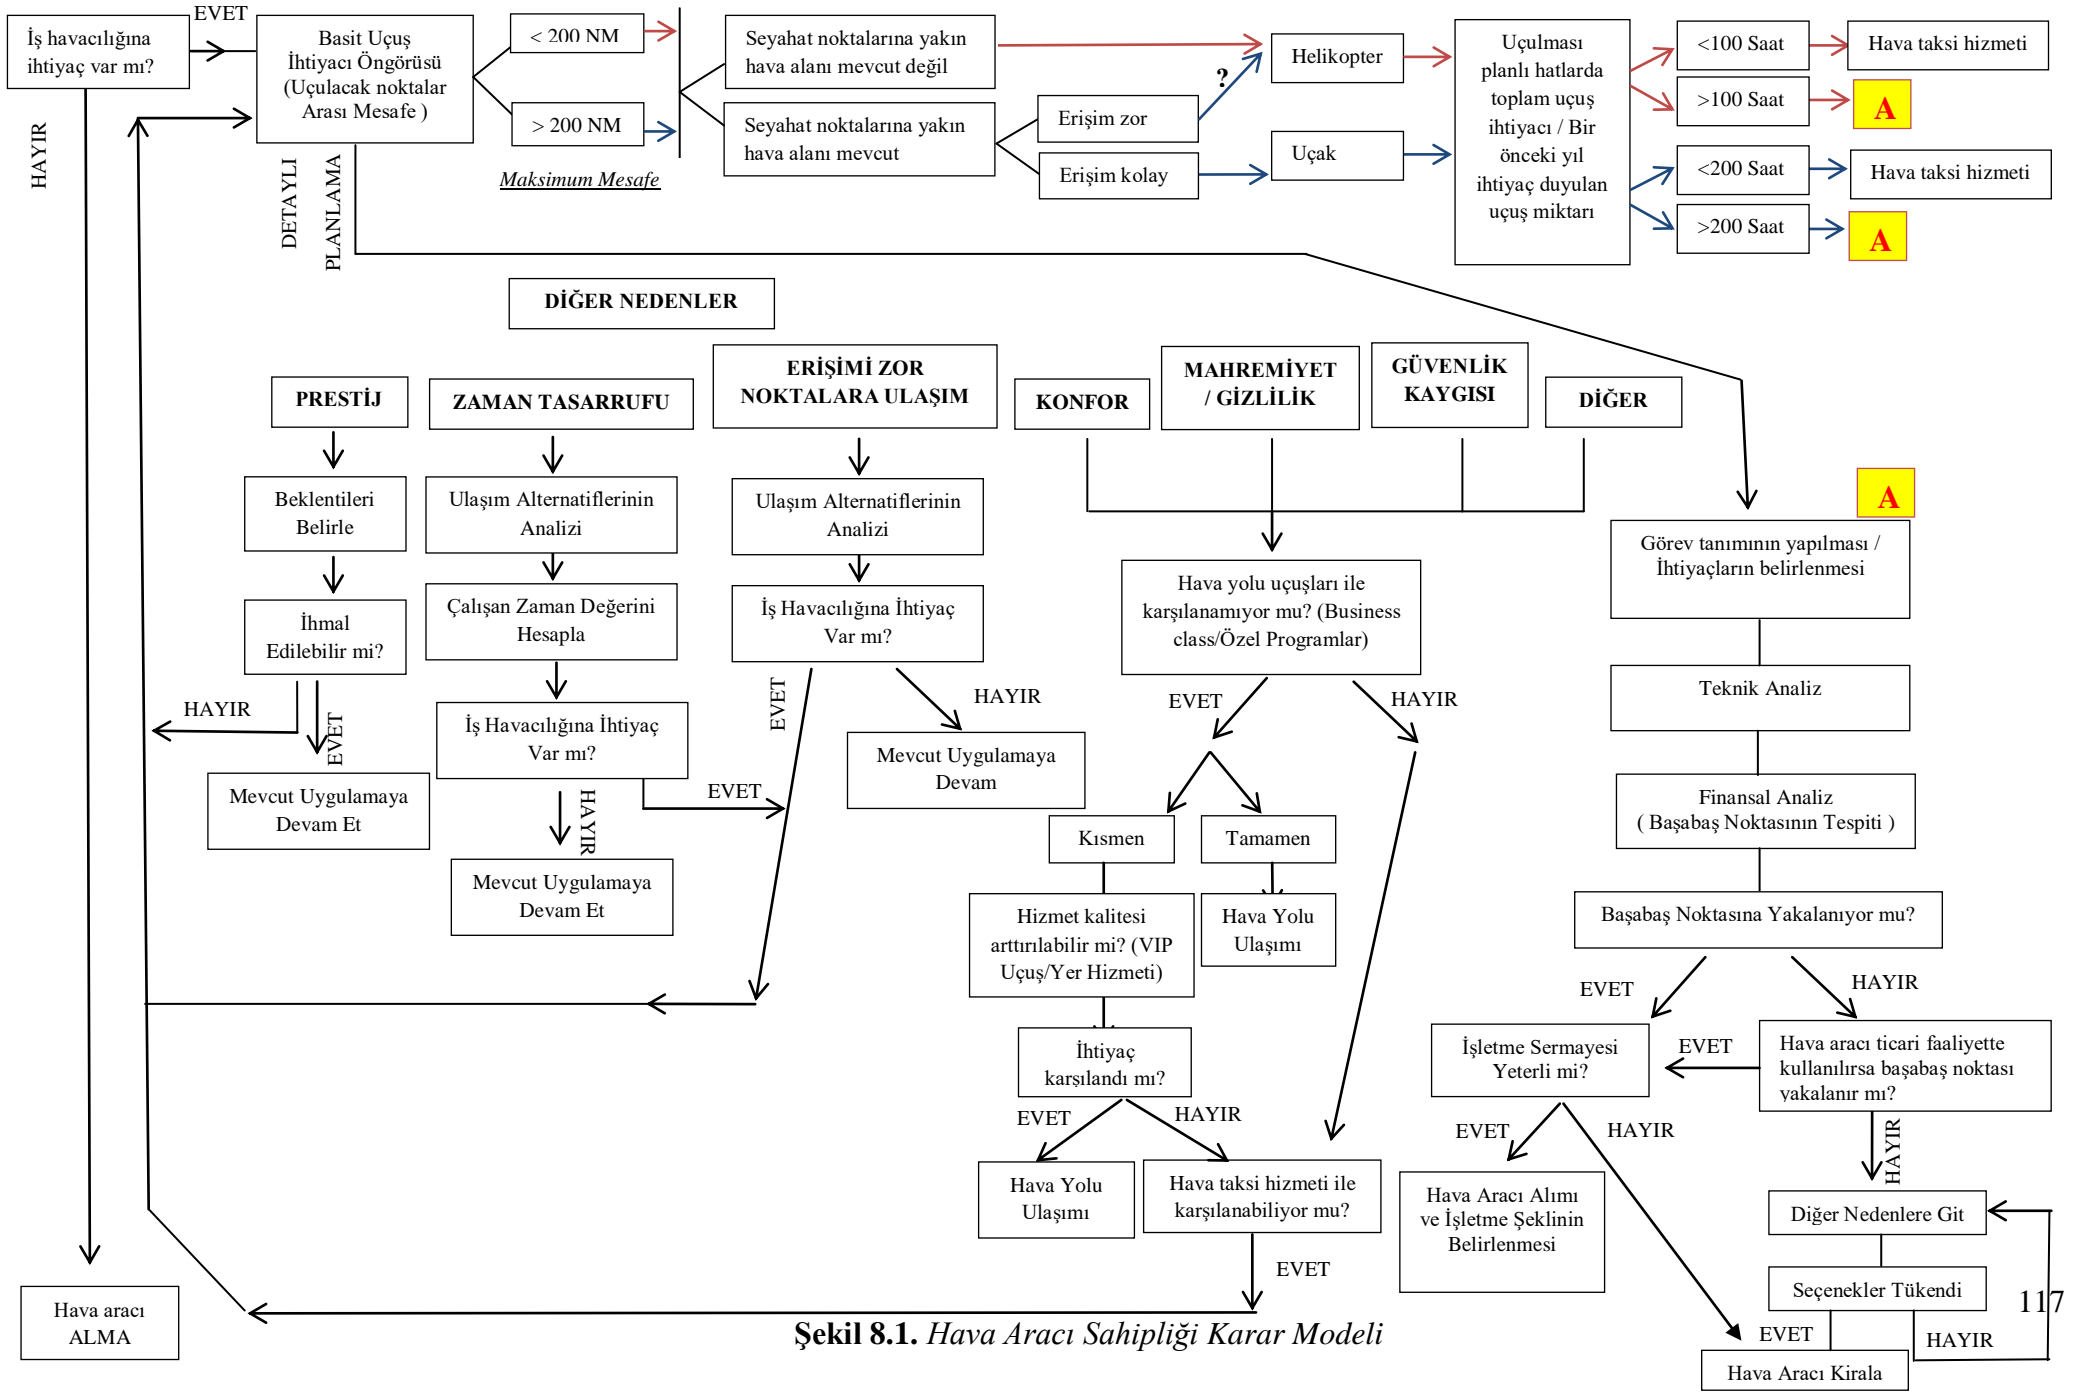 EVET
İş havacılığına
ihtiyaç var mı?
HAYIR
Basit Uçuş
İhtiyacı Öngörüsü
(Uçulacak noktalar
Arası Mesafe )
DETAYLI
PLANLAMA
< 200 NM
> 200 NM
Maksimum Mesafe
Seyahat noktalarına yakın
hava alanı mevcut değil
Seyahat noktalarına yakın
hava alanı mevcut
Erişim zor
Erişim kolay
?
Helikopter
Uçak
Uçulması
planlı hatlarda
toplam uçuş
ihtiyacı / Bir
önceki yıl
ihtiyaç duyulan
uçuş miktarı
<100 Saat
Hava taksi hizmeti
>100 Saat
A
<200 Saat
Hava taksi hizmeti
>200 Saat
A
DİĞER NEDENLER
PRESTİJ
Beklentileri
Belirle
İhmal
Edilebilir mi?
HAYIR
EVET
Mevcut Uygulamaya
Devam Et
ZAMAN TASARRUFU
Ulaşım Alternatiflerinin
Analizi
Çalışan Zaman Değerini
Hesapla
İş Havacılığına İhtiyaç
Var mı?
EVET
HAYIR
Mevcut Uygulamaya
Devam Et
ERİŞİMİ ZOR
NOKTALARA ULAŞIM
Ulaşım Alternatiflerinin
Analizi
İş Havacılığına İhtiyaç
Var mı?
EVET
HAYIR
Mevcut Uygulamaya
Devam
KONFOR
MAHREMİYET
/ GİZLİLİK
GÜVENLİK
KAYGISI
DİĞER
Hava yolu uçuşları ile
karşılanamıyor mu? (Business
class/Özel Programlar)
EVET
HAYIR
Kısmen
Tamamen
Hizmet kalitesi
arttırılabilir mi? (VIP
Uçuş/Yer Hizmeti)
Hava Yolu
Ulaşımı
İhtiyaç
karşılandı mı?
EVET
HAYIR
Hava Yolu
Ulaşımı
Hava taksi hizmeti ile
karşılanabiliyor mu?
EVET
A
Görev tanımının yapılması /
İhtiyaçların belirlenmesi
Teknik Analiz
Finansal Analiz
( Başabaş Noktasının Tespiti )
Başabaş Noktasına Yakalanıyor mu?
EVET
HAYIR
İşletme Sermayesi
Yeterli mi?
EVET
Hava aracı ticari faaliyette
kullanılırsa başabaş noktası
yakalanır mı?
EVET
HAYIR
HAYIR
Hava Aracı Alımı
ve İşletme Şeklinin
Belirlenmesi
Diğer Nedenlere Git
Seçenekler Tükendi
EVET
HAYIR
Hava Aracı Kirala
Hava aracı
ALMA
117
Şekil 8.1. Hava Aracı Sahipliği Karar Modeli